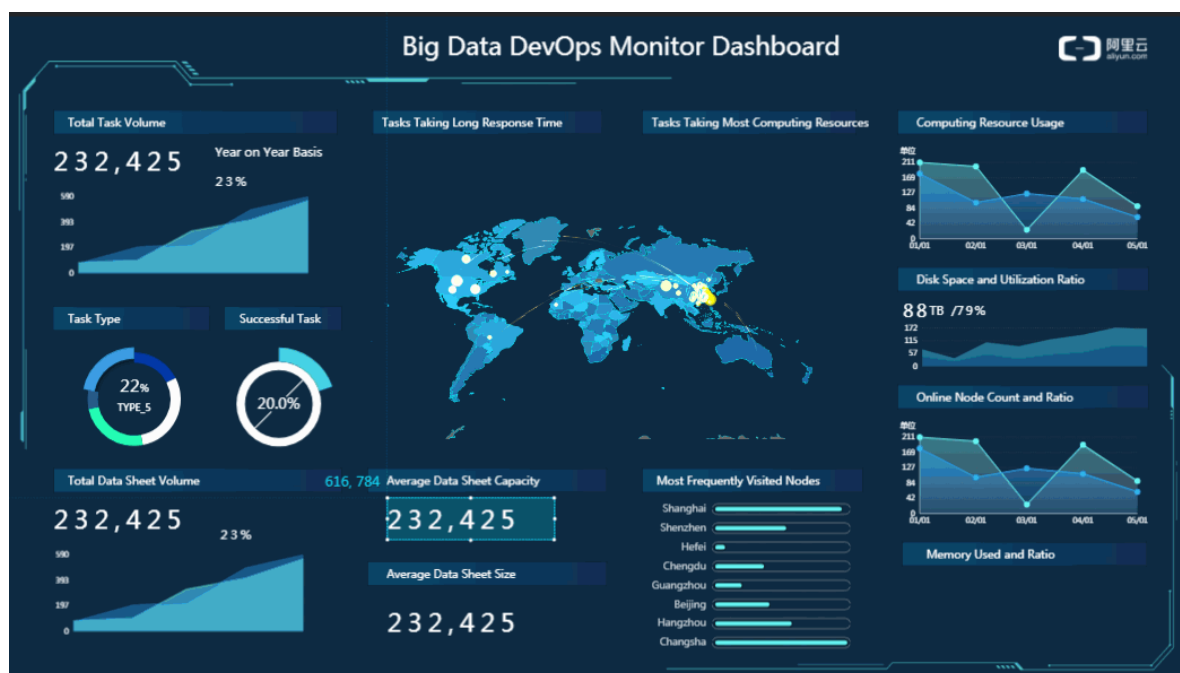 Big Data DevOps Monitor Dashboard
阿里云
aliyun.com
Total Task Volume
232,425
Year on Year Basis
23%
590
393
197
0
Tasks Taking Long Response Time
Tasks Taking Most Computing Resources
Computing Resource Usage
单位
211
169
127
84
42
0
01/01 02/01 03/01 04/01 05/01
Disk Space and Utilization Ratio
88TB /79%
172
115
57
0
Task Type
22%
TYPE_5
Successful Task
20.0%
Online Node Count and Ratio
单位
211
169
127
84
42
0
01/01 02/01 03/01 04/01 05/01
Total Data Sheet Volume
232,425
23%
590
393
197
0
616, 784
Average Data Sheet Capacity
232,425
Average Data Sheet Size
232,425
Most Frequently Visited Nodes
Shanghai
Shenzhen
Hefei
Chengdu
Guangzhou
Beijing
Hangzhou
Changsha
Memory Used and Ratio